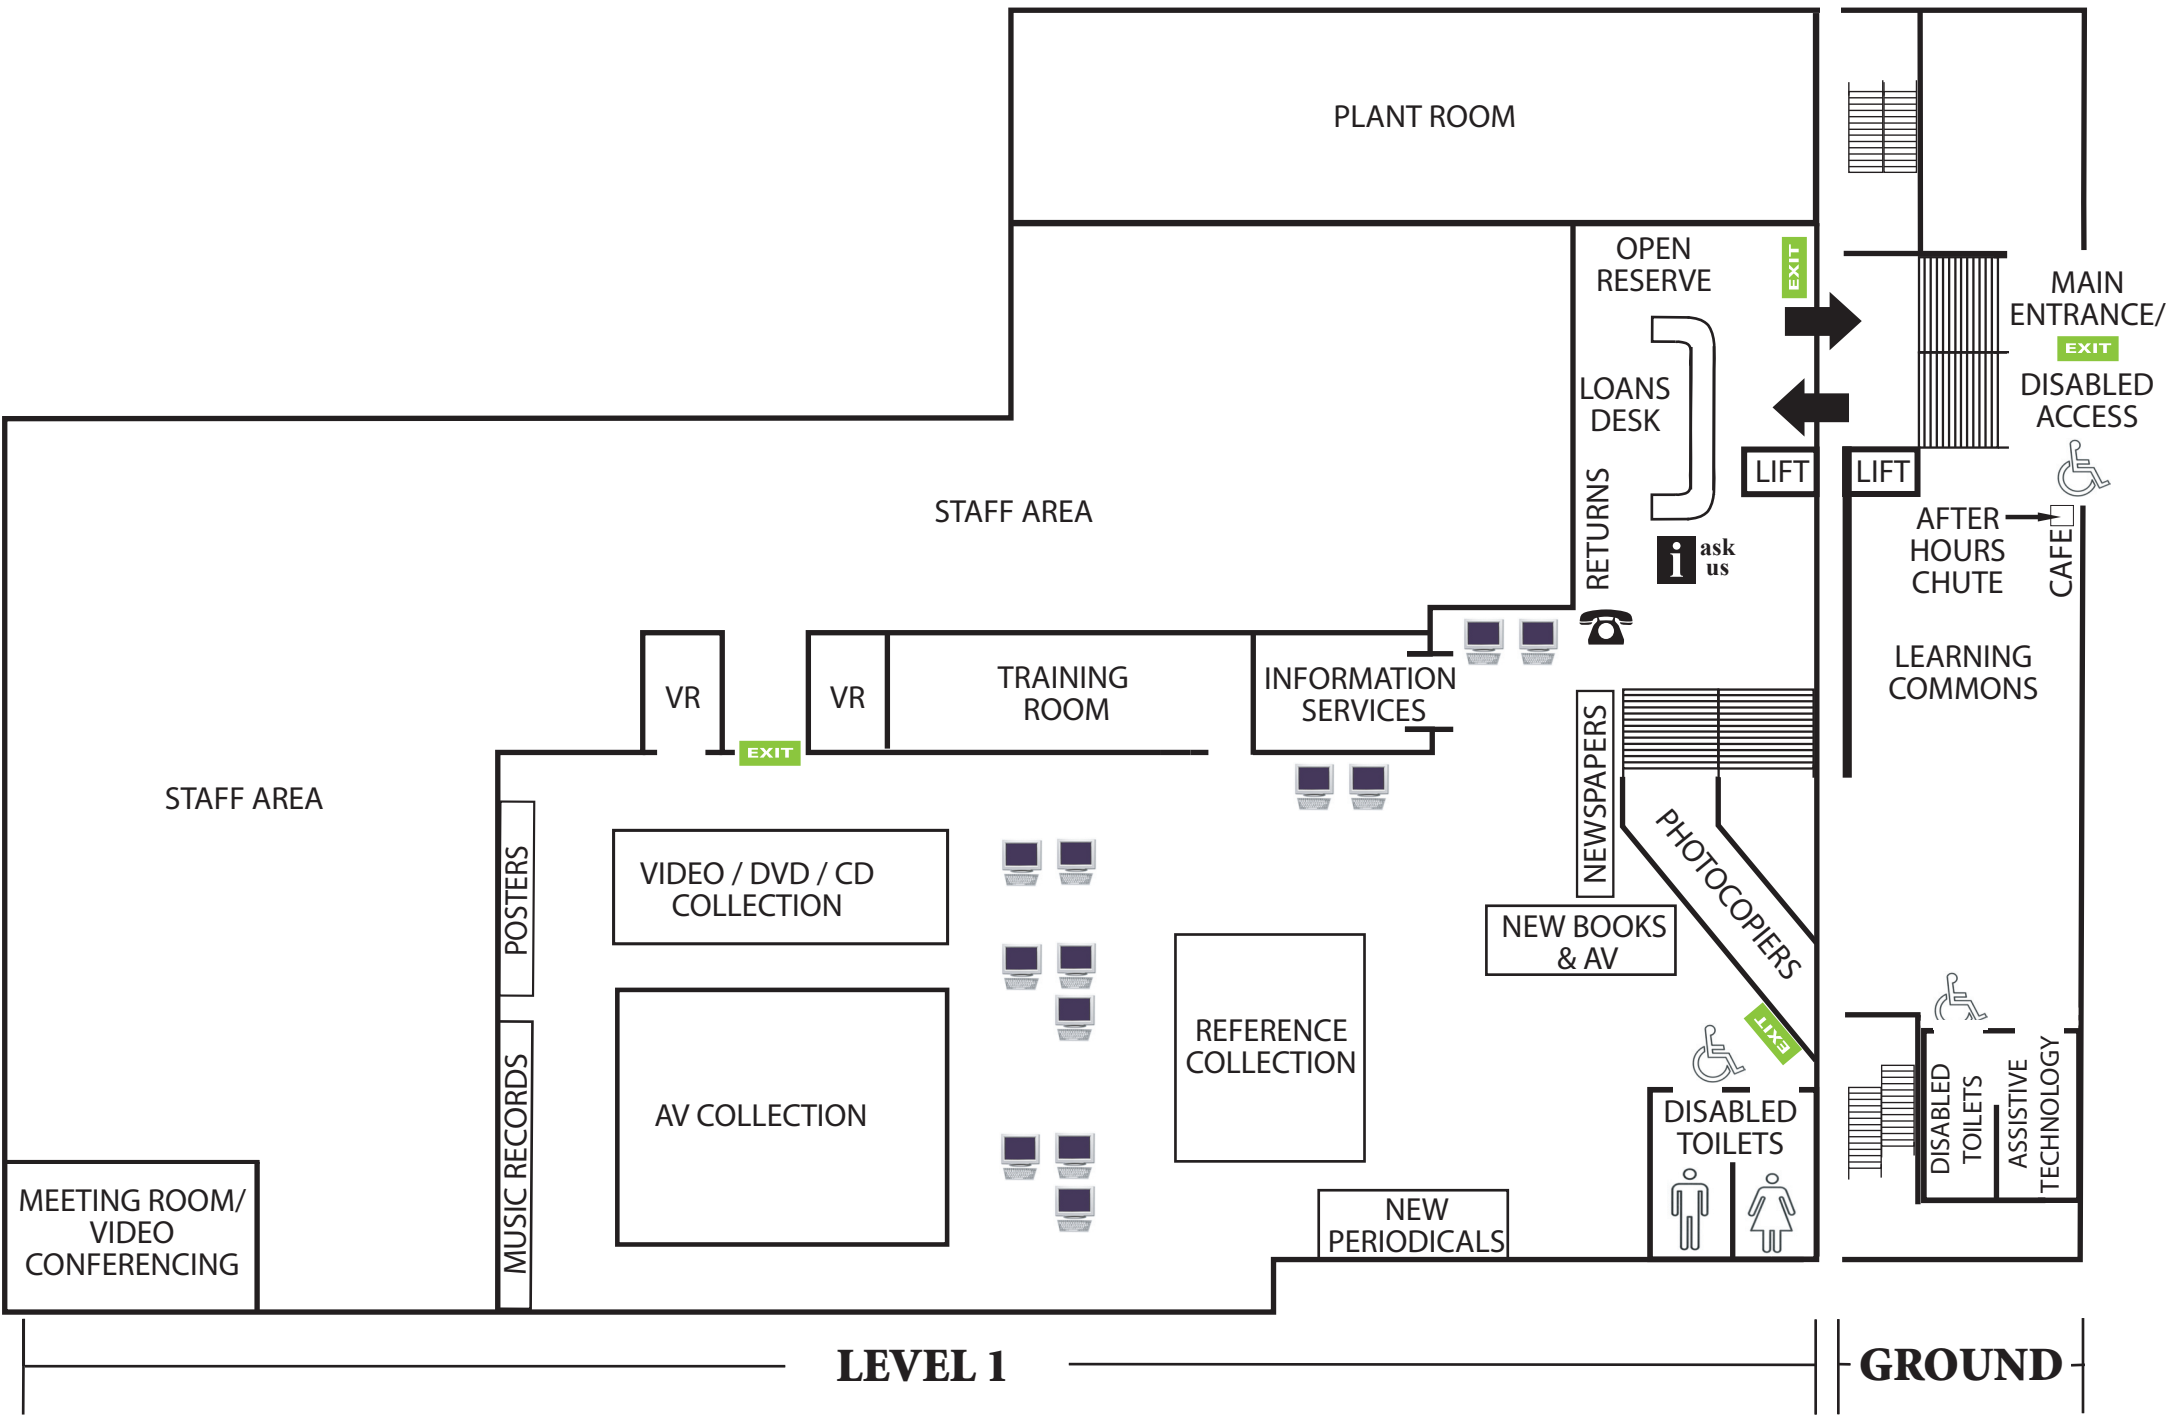 PLANT ROOM
OPEN
RESERVE
EXIT
MAIN
ENTRANCE/
EXIT
DISABLED
ACCESS
LOANS
DESK
LIFT
LIFT
RETURNS
STAFF AREA
i ask
us
AFTER
HOURS
CHUTE
CAFE
VR
VR
TRAINING
ROOM
INFORMATION
SERVICES
LEARNING
COMMONS
EXIT
NEWSPAPERS
STAFF AREA
POSTERS
VIDEO / DVD / CD
COLLECTION
PHOTOCOPIERS
NEW BOOKS
& AV
REFERENCE
COLLECTION
EXIT
MUSIC RECORDS
AV COLLECTION
DISABLED
TOILETS
DISABLED
TOILETS
ASSISTIVE
TECHNOLOGY
MEETING ROOM/
VIDEO
CONFERENCING
NEW
PERIODICALS
LEVEL 1
GROUND